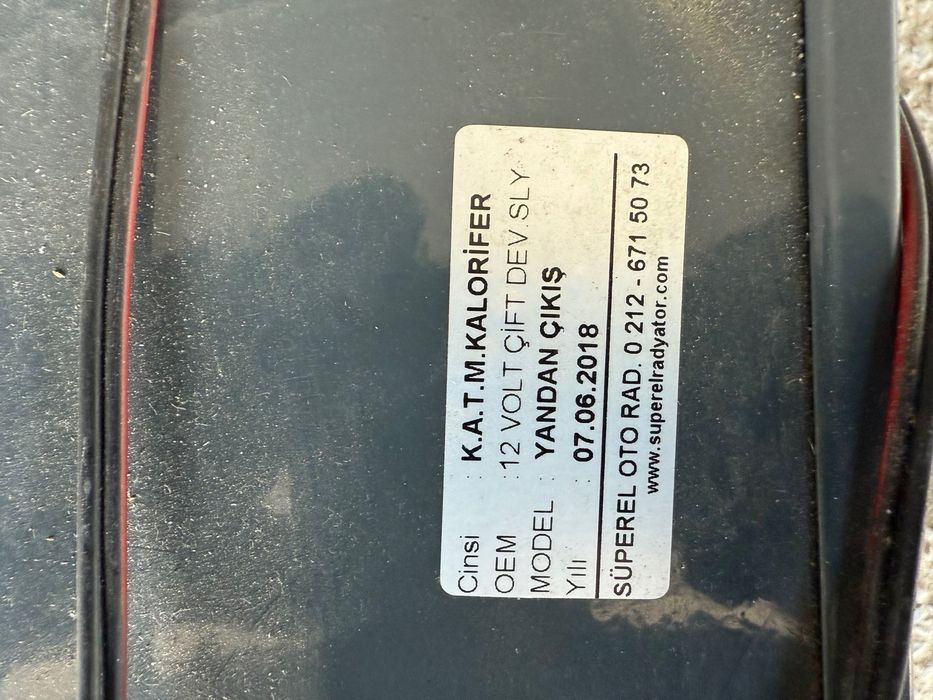 Cinsi : K.A.T.M.KALORİFER
OEM : 12 VOLT ÇİFT DEV.SLY
MODEL : YANDAN ÇIKIŞ
Yılı : 07.06.2018
SÜPEREL OTO RAD. 0 212 - 671 50 73
www.superelradyator.com